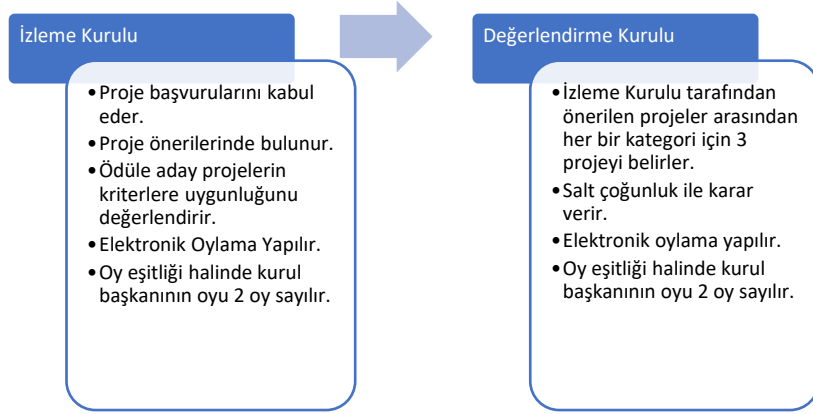 İzleme Kurulu
• Proje başvurularını kabul
eder.
• Proje önerilerinde bulunur.
• Ödüle aday projelerin
kriterlere uygunluğunu
değerlendirir.
• Elektronik Oylama Yapılır.
• Oy eşitliği halinde kurul
başkanının oyu 2 oy sayılır.
Değerlendirme Kurulu
• İzleme Kurulu tarafından
önerilen projeler arasından
her bir kategori için 3
projeyi belirler.
• Salt çoğunluk ile karar
verir.
• Elektronik oylama yapılır.
• Oy eşitliği halinde kurul
başkanının oyu 2 oy sayılır.